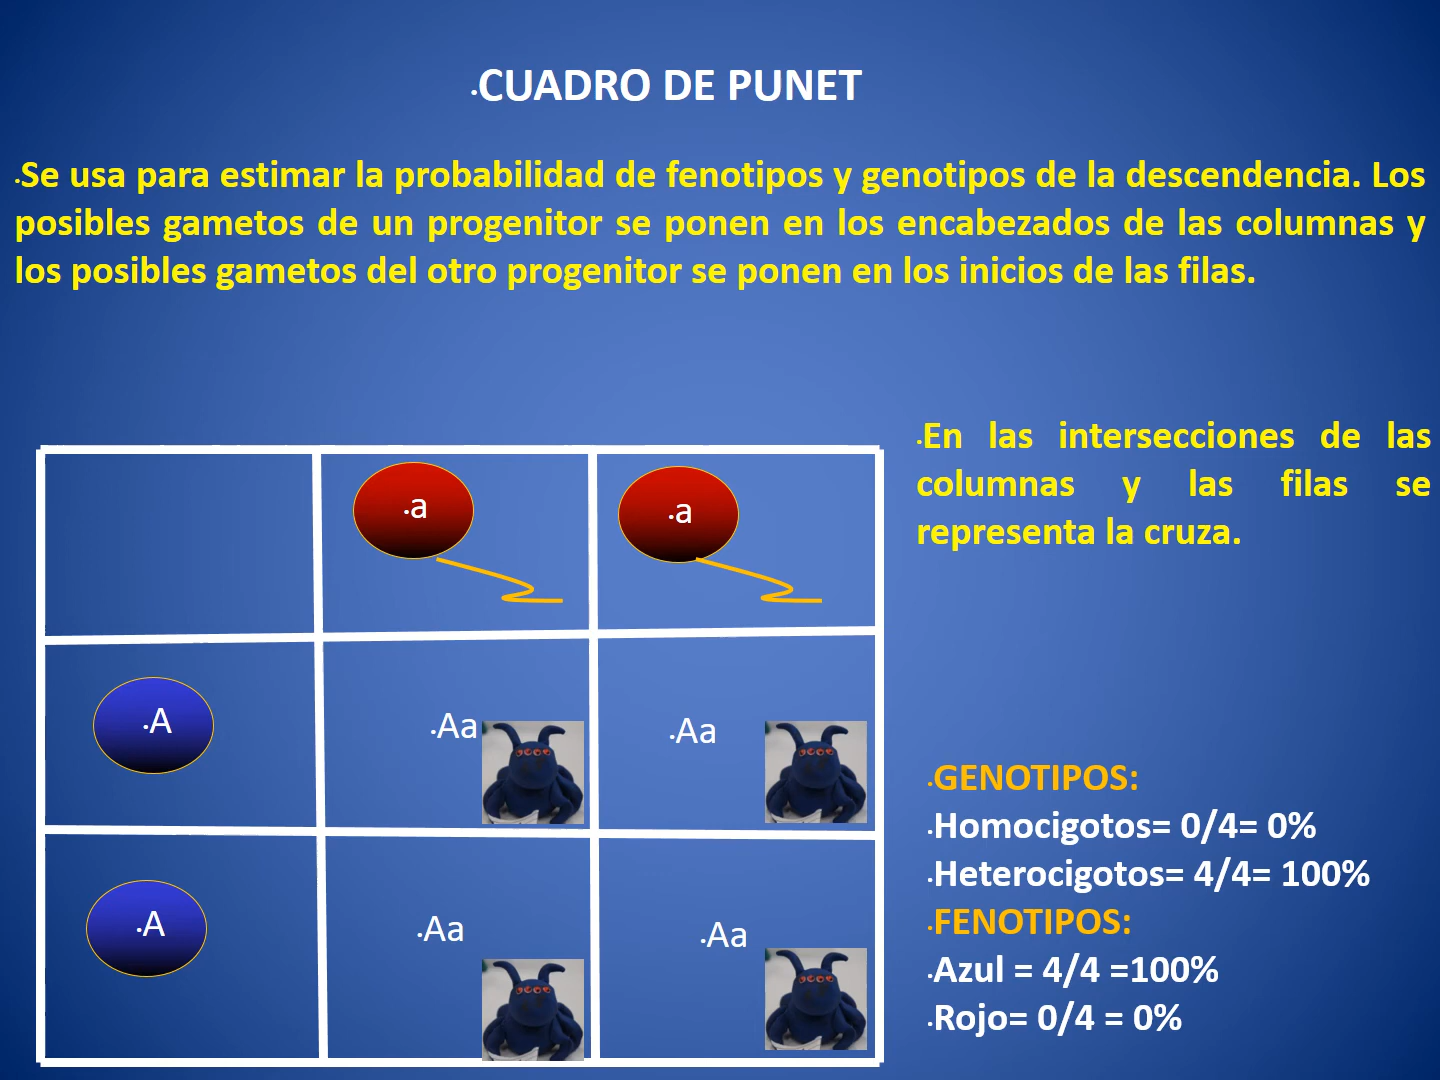 .CUADRO DE PUNET
.Se usa para estimar la probabilidad de fenotipos y genotipos de la descendencia. Los
posibles gametos de un progenitor se ponen en los encabezados de las columnas y
los posibles gametos del otro progenitor se ponen en los inicios de las filas.
.En las intersecciones de las
columnas y las filas se
representa la cruza.
.a .a
.A .Aa .Aa
.A .Aa .Aa
.GENOTIPOS:
.Homocigotos= 0/4= 0%
.Heterocigotos= 4/4= 100%
.FENOTIPOS:
.Azul = 4/4 =100%
.Rojo= 0/4 = 0%